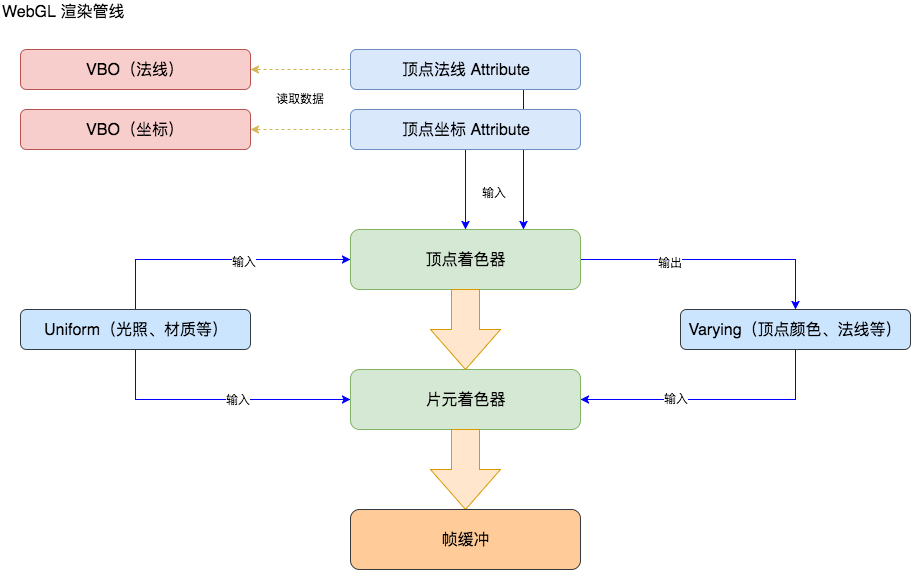 WebGL 渲染管线
VBO（法线）
顶点法线 Attribute
读取数据
VBO（坐标）
顶点坐标 Attribute
输入
输入
顶点着色器
输出
Uniform（光照、材质等）
Varying（顶点颜色、法线等）
输入
片元着色器
输入
帧缓冲